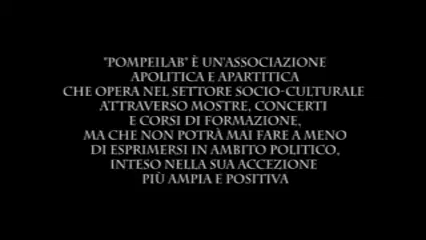 "POMPEILAB" È UN'ASSOCIAZIONE
APOLITICA E APARTITICA
CHE OPERA NEL SETTORE SOCIO-CULTURALE
ATTRAVERSO MOSTRE, CONCERTI
E CORSI DI FORMAZIONE,
MA CHE NON POTRÀ MAI FARE A MENO
DI ESPRIMERSI IN AMBITO POLITICO,
INTESO NELLA SUA ACCEZIONE
PIÙ AMPIA E POSITIVA